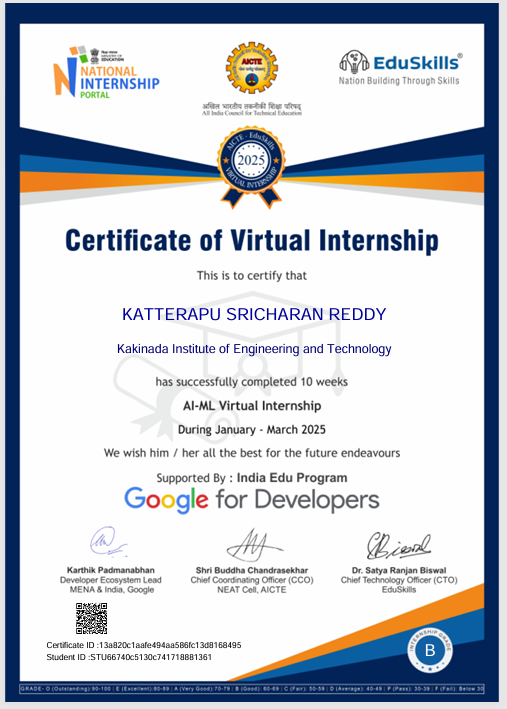 शिक्षा मंत्रालय
MINISTRY OF
EDUCATION
NATIONAL
INTERNSHIP
PORTAL
AICTE
अखिल भारतीय तकनीकी शिक्षा परिषद्
All India Council for Technical Education
EduSkills®
Nation Building Through Skills
AICTE - EduSkills
2025
VIRTUAL INTERNSHIP
Certificate of Virtual Internship
This is to certify that
KATTERAPU SRICHARAN REDDY
Kakinada Institute of Engineering and Technology
has successfully completed 10 weeks
AI-ML Virtual Internship
During January - March 2025
We wish him / her all the best for the future endeavours
Supported By : India Edu Program
Google for Developers
Karthik Padmanabhan
Developer Ecosystem Lead
MENA & India, Google
Shri Buddha Chandrasekhar
Chief Coordinating Officer (CCO)
NEAT Cell, AICTE
Dr. Satya Ranjan Biswal
Chief Technology Officer (CTO)
EduSkills
Certificate ID :13a820c1aafe494aa586fc13d8168495
Student ID :STU66740c5130c741718881361
INTERNSHIP GRADE
B
GRADE- O (Outstanding):90-100 | E (Excellent):80-89 | A (Very Good):70-79 | B (Good): 60-69 | C (Fair): 50-59 | D (Average): 40-49 | P (Pass): 30-39 | F (Fail): Below 30